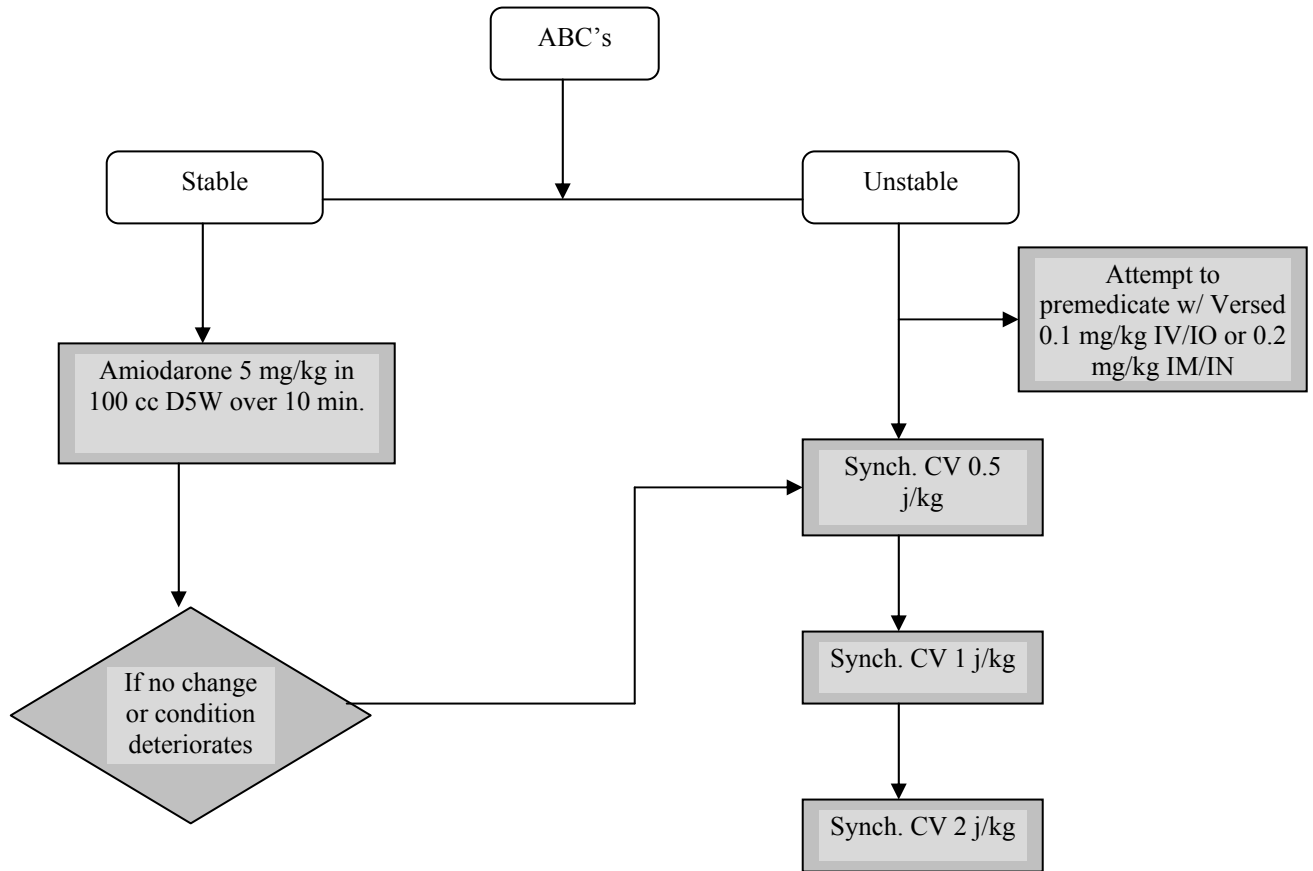 ABC’s
Stable
Unstable
Attempt to
premedicate w/ Versed
0.1 mg/kg IV/IO or 0.2
mg/kg IM/IN
Amiodarone 5 mg/kg in
100 cc D5W over 10 min.
Synch. CV 0.5
j/kg
If no change
or condition
deteriorates
Synch. CV 1 j/kg
Synch. CV 2 j/kg